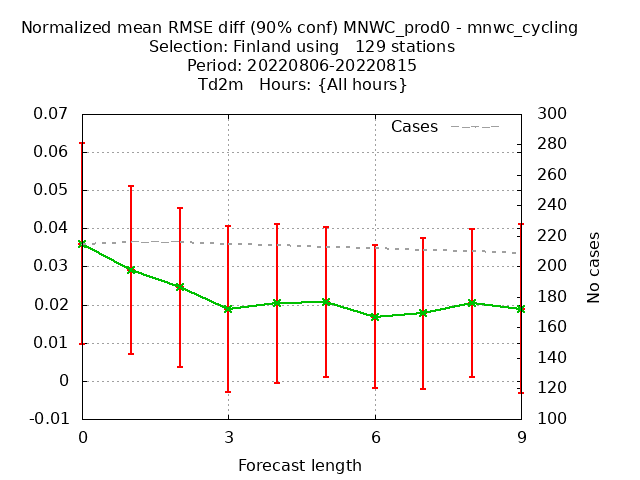 Normalized mean RMSE diff (90% conf) MNWC_prod0 - mnwc_cycling
Selection: Finland using   129 stations
Period: 20220806-20220815
Td2m   Hours: {All hours}
Cases
0.07
0.06
0.05
0.04
0.03
0.02
0.01
0
-0.01
300
280
260
240
220
200
180
160
140
120
100
No cases
0 3 6 9
Forecast length